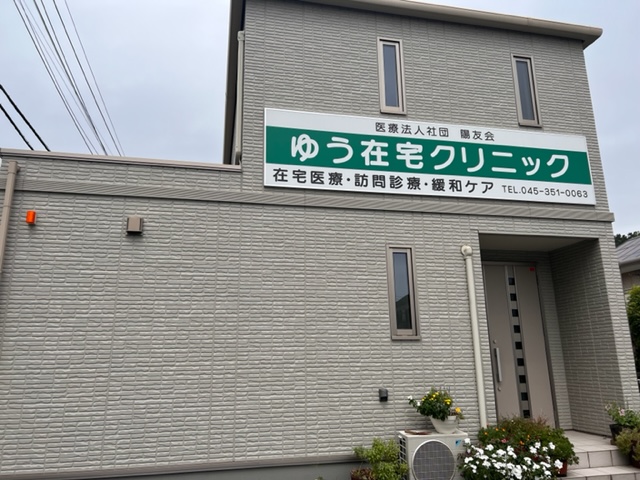 医療法人社団 陽友会
ゆう在宅クリニック
在宅医療・訪問診療・緩和ケア TEL.045-351-0063